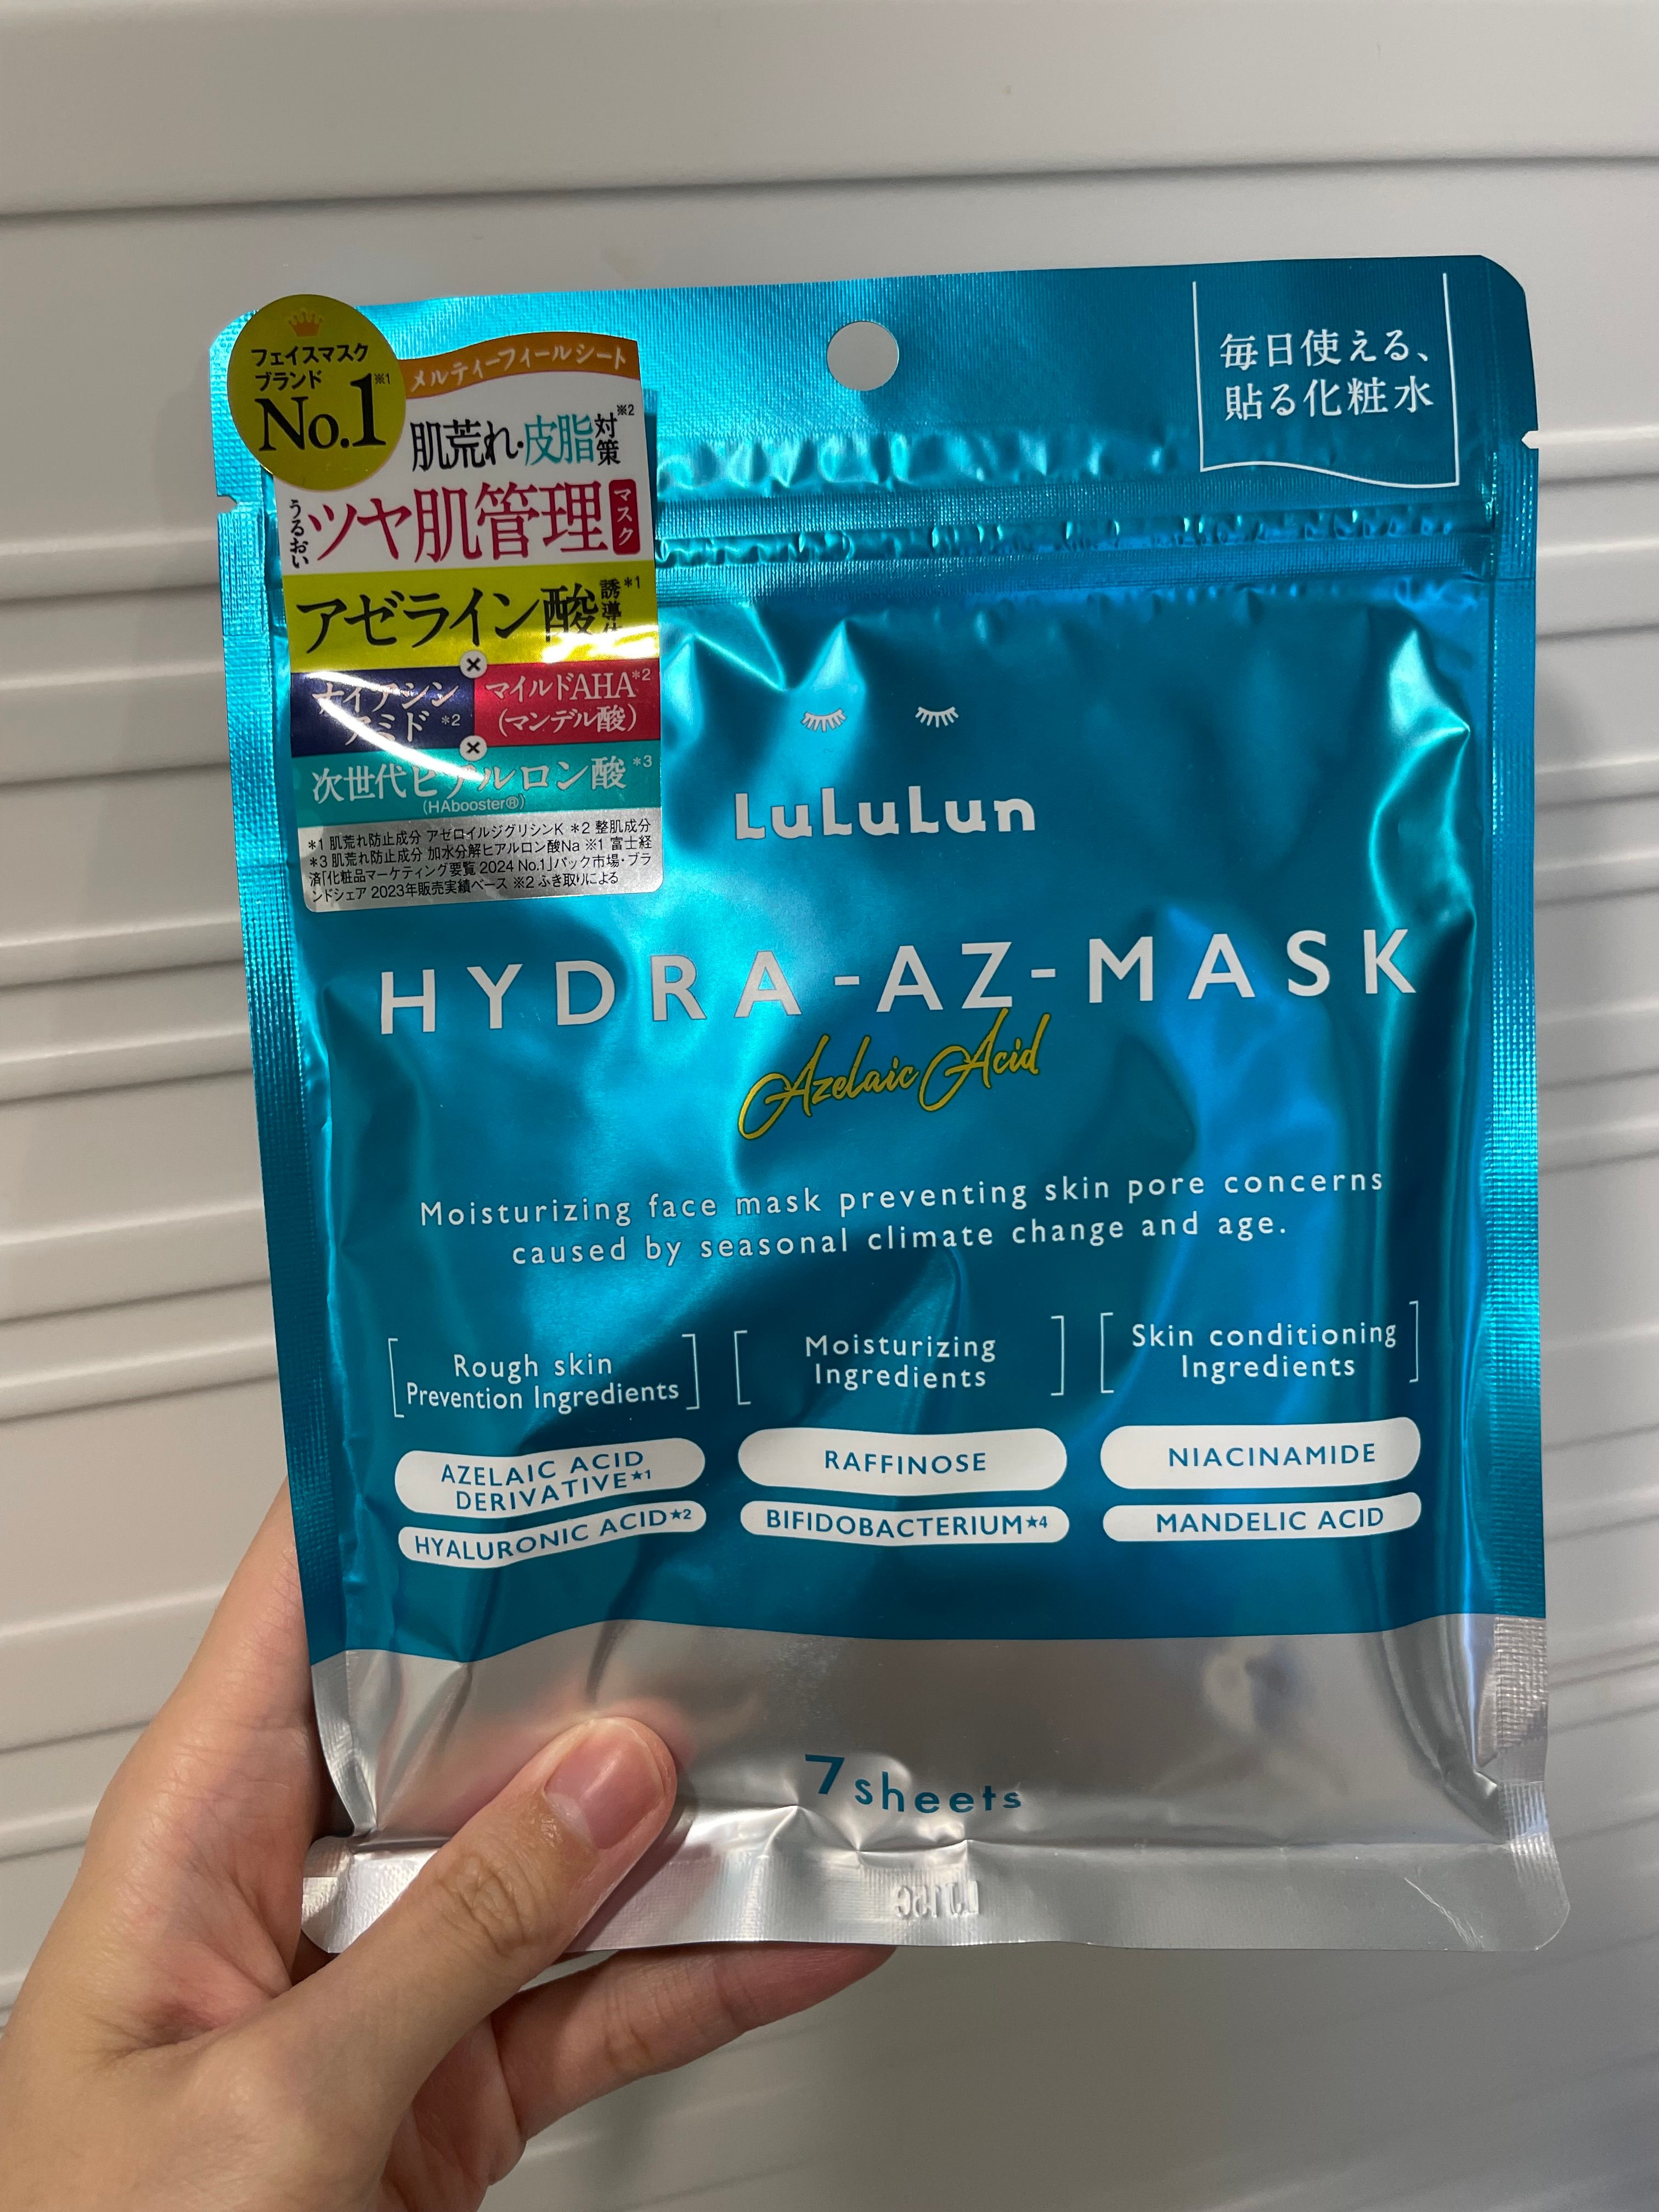 フェイスマスク
ブランド
No.1※1
メルティーフィールシート
肌荒れ・皮脂対策※2
うるおい
ツヤ肌管理マスク
アゼライン酸誘導体*1
×
ナイアシンアミド*2
マイルドAHA*2
(マンデル酸)
×
次世代ヒアルロン酸*3
(HAbooster®)
*1 肌荒れ防止成分 アゼロイルジグリシンK *2 整肌成分
*3 肌荒れ防止成分 加水分解ヒアルロン酸Na ※1 富士経
済「化粧品マーケティング要覧 2024 No.1」パック市場・ブラ
ンドシェア 2023年販売実績ベース ※2 ふき取りによる
毎日使える、
貼る化粧水
LuLuLun
HYDRA-AZ-MASK
Azelaic Acid
Moisturizing face mask preventing skin pore concerns
caused by seasonal climate change and age.
Rough skin
Prevention Ingredients
AZELAIC ACID
DERIVATIVE★1
HYALURONIC ACID★2
Moisturizing
Ingredients
RAFFINOSE
BIFIDOBACTERIUM★4
Skin conditioning
Ingredients
NIACINAMIDE
MANDELIC ACID
7sheets